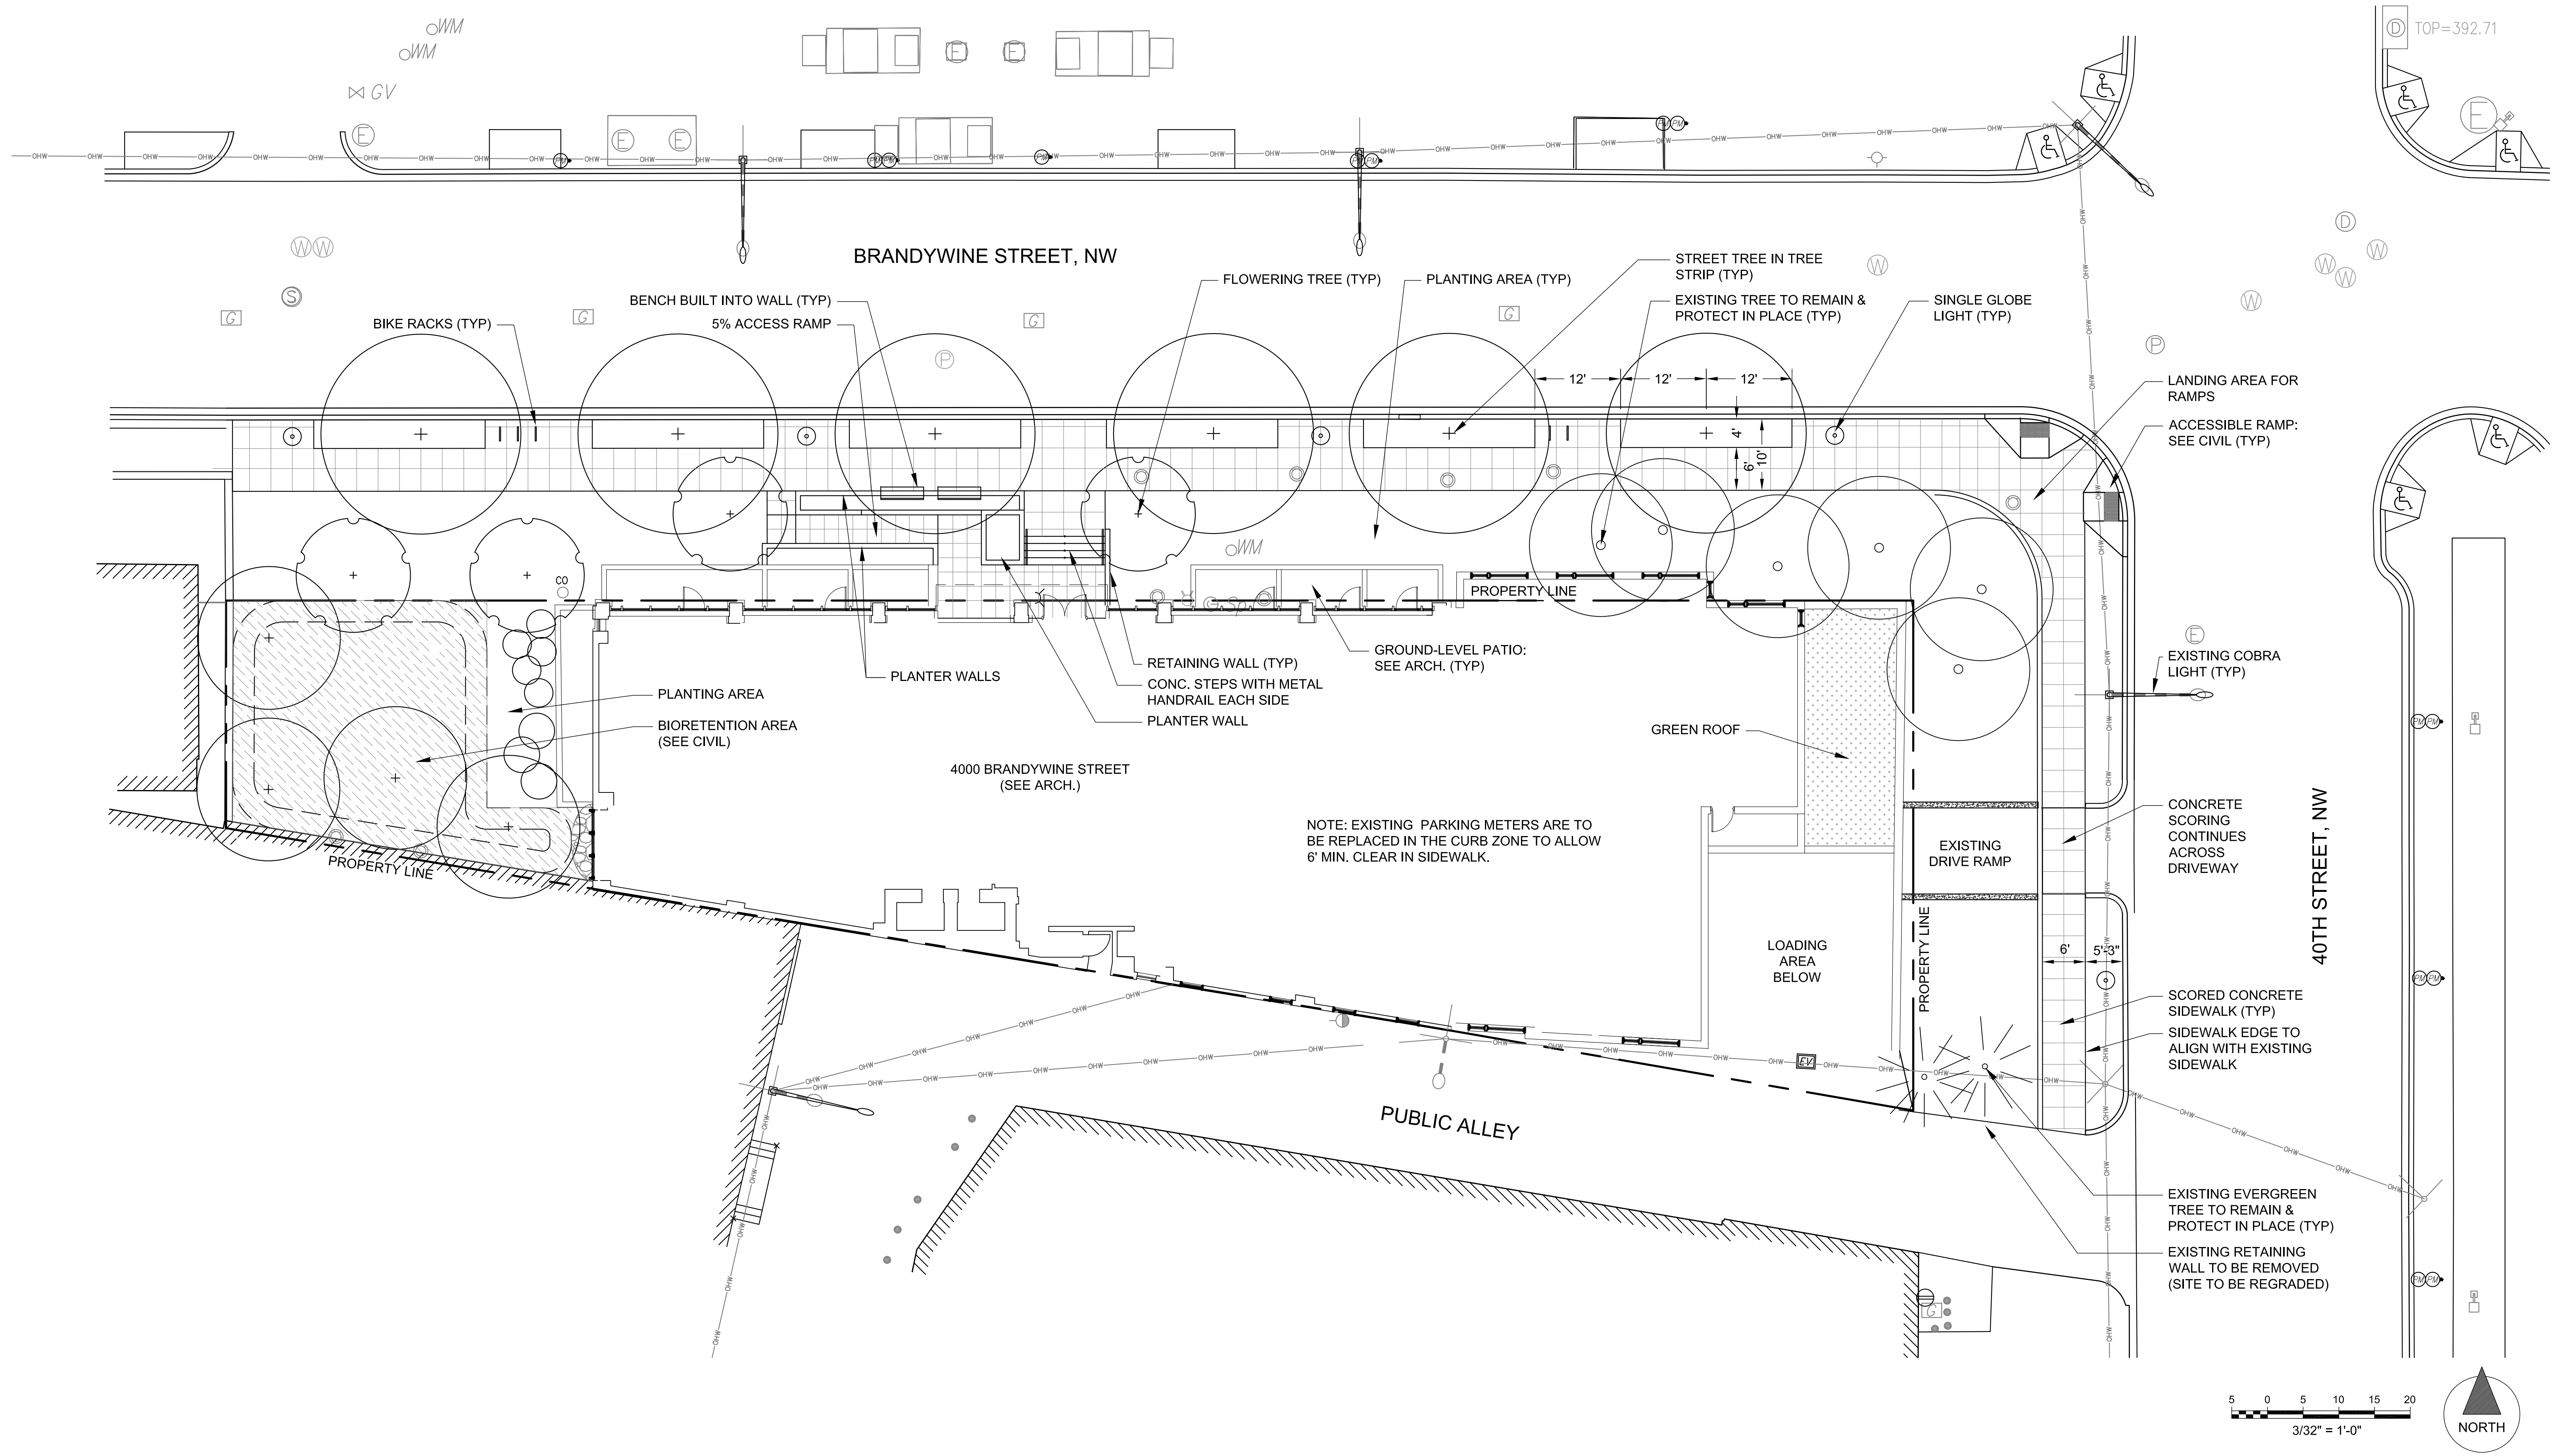 WM
WM
GV
TOP=392.71
BRANDYWINE STREET, NW
FLOWERING TREE (TYP)
PLANTING AREA (TYP)
STREET TREE IN TREE
STRIP (TYP)
BENCH BUILT INTO WALL (TYP)
5% ACCESS RAMP
BIKE RACKS (TYP)
EXISTING TREE TO REMAIN &
PROTECT IN PLACE (TYP)
SINGLE GLOBE
LIGHT (TYP)
12' 12' 12'
4'
6'
10'
LANDING AREA FOR
RAMPS
ACCESSIBLE RAMP:
SEE CIVIL (TYP)
WM
CO
PROPERTY LINE
GROUND-LEVEL PATIO:
SEE ARCH. (TYP)
RETAINING WALL (TYP)
CONC. STEPS WITH METAL
HANDRAIL EACH SIDE
PLANTER WALL
PLANTER WALLS
PLANTING AREA
BIORETENTION AREA
(SEE CIVIL)
EXISTING COBRA
LIGHT (TYP)
GREEN ROOF
4000 BRANDYWINE STREET
(SEE ARCH.)
NOTE: EXISTING PARKING METERS ARE TO
BE REPLACED IN THE CURB ZONE TO ALLOW
6' MIN. CLEAR IN SIDEWALK.
PROPERTY LINE
EXISTING
DRIVE RAMP
CONCRETE
SCORING
CONTINUES
ACROSS
DRIVEWAY
40TH STREET, NW
LOADING
AREA
BELOW
PROPERTY LINE
6' 5'-3"
SCORED CONCRETE
SIDEWALK (TYP)
SIDEWALK EDGE TO
ALIGN WITH EXISTING
SIDEWALK
EV
PUBLIC ALLEY
EXISTING EVERGREEN
TREE TO REMAIN &
PROTECT IN PLACE (TYP)
EXISTING RETAINING
WALL TO BE REMOVED
(SITE TO BE REGRADED)
5 0 5 10 15 20
3/32" = 1'-0"
NORTH